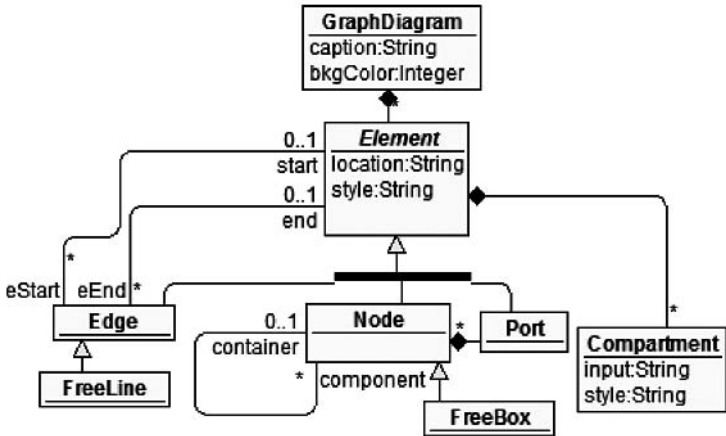 GraphDiagram
caption:String
bkgColor:Integer
*
Element
location:String
style:String
0..1
start
0..1
end
*
eStart
eEnd *
Edge
FreeLine
0..1
container
*
component
Node
*
Port
FreeBox
*
Compartment
input:String
style:String